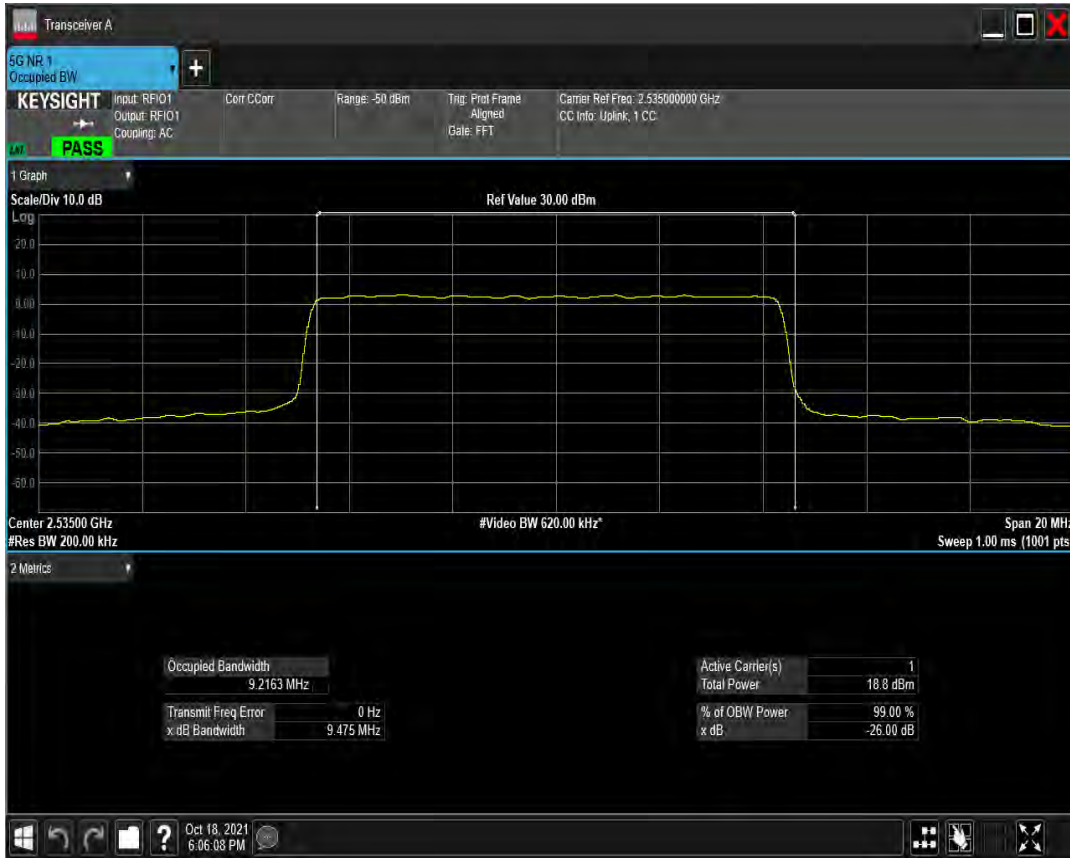 Transceiver A
5G NR 1
Occupied BW
+
KEYSIGHT
Input: RFIO1
Output: RFIO1
Coupling: AC
Corr CCorr
Range: -50 dBm
Trig: Prot Frame
Aligned
Gate: FFT
Carrier Ref Freq: 2.535000000 GHz
CC Info: Uplink, 1 CC
PASS
1 Graph
Scale/Div 10.0 dB
Ref Value 30.00 dBm
Log
20.0
10.0
0.00
-10.0
-20.0
-30.0
-40.0
-50.0
-60.0
Center 2.53500 GHz
#Video BW 620.00 kHz*
Span 20 MHz
#Res BW 200.00 kHz
Sweep 1.00 ms (1001 pts
2 Metrics
Occupied Bandwidth
9.2163 MHz
Transmit Freq Error 0 Hz
x dB Bandwidth 9.475 MHz
Active Carrier(s) 1
Total Power 18.8 dBm
% of OBW Power 99.00 %
x dB -26.00 dB
?
Oct 18, 2021
6:06:08 PM